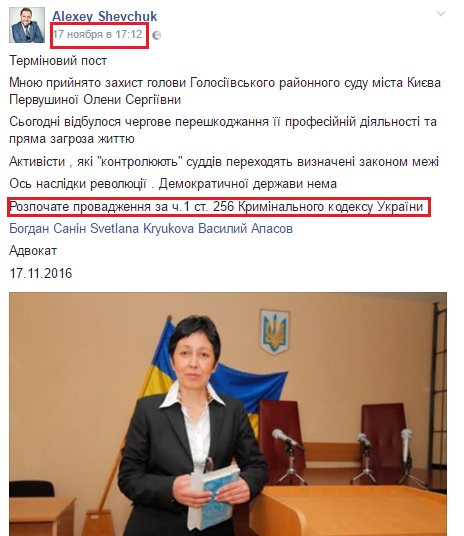 Alexey Shevchuk
17 ноября в 17:12
Терміновий пост
Мною прийнято захист голови Голосіївського районного суду міста Києва
Первушиної Олени Сергіївни
Сьогодні відбулося чергове перешкоджання її професійній діяльності та
пряма загроза життю
Активісти , які "контролюють" суддів переходять визначені законом межі
Ось наслідки революції . Демократичної держави нема
Розпочате провадження за ч.1 ст. 256 Кримінального кодексу України
Богдан Санін Svetlana Kryukova Василий Апасов
Адвокат
17.11.2016